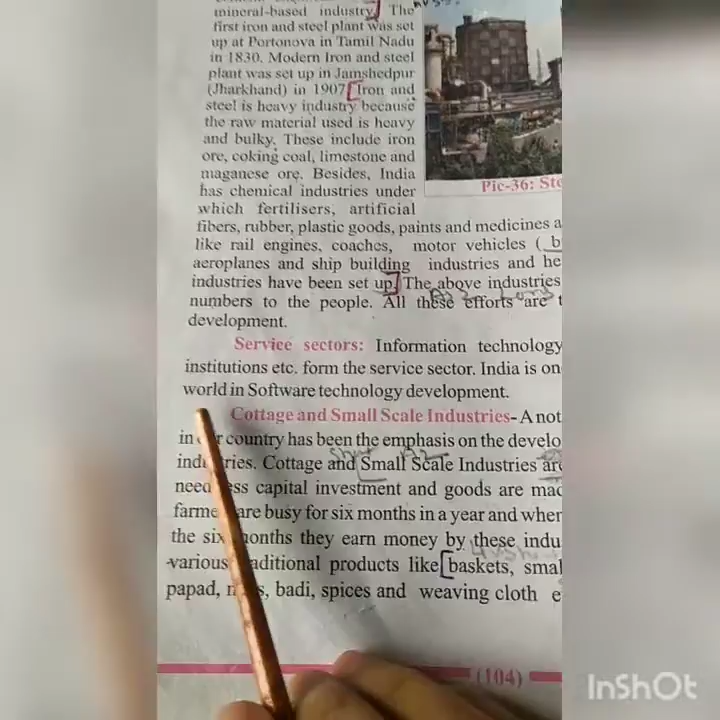 mineral-based industry. The
first iron and steel plant was set
up at Portonova in Tamil Nadu
in 1830. Modern Iron and steel
plant was set up in Jamshedpur
(Jharkhand) in 1907. Iron and
steel is heavy industry because
the raw material used is heavy
and bulky. These include iron
ore, coking coal, limestone and
maganese ore. Besides, India
has chemical industries under
which fertilisers, artificial
fibers, rubber, plastic goods, paints and medicines a
like rail engines, coaches, motor vehicles ( b
aeroplanes and ship building industries and he
industries have been set up. The above industries
numbers to the people. All these efforts are t
development.
Service sectors: Information technology
institutions etc. form the service sector. India is on
world in Software technology development.
Cottage and Small Scale Industries- A not
in country has been the emphasis on the develo
Cottage and Small Scale Industries are
capital investment and goods are mad
are busy for six months in a year and when
the six they earn money by these indu
various products like baskets, smal
papad, badi, spices and weaving cloth e
Pic-36: Ste
(104)
InShOt